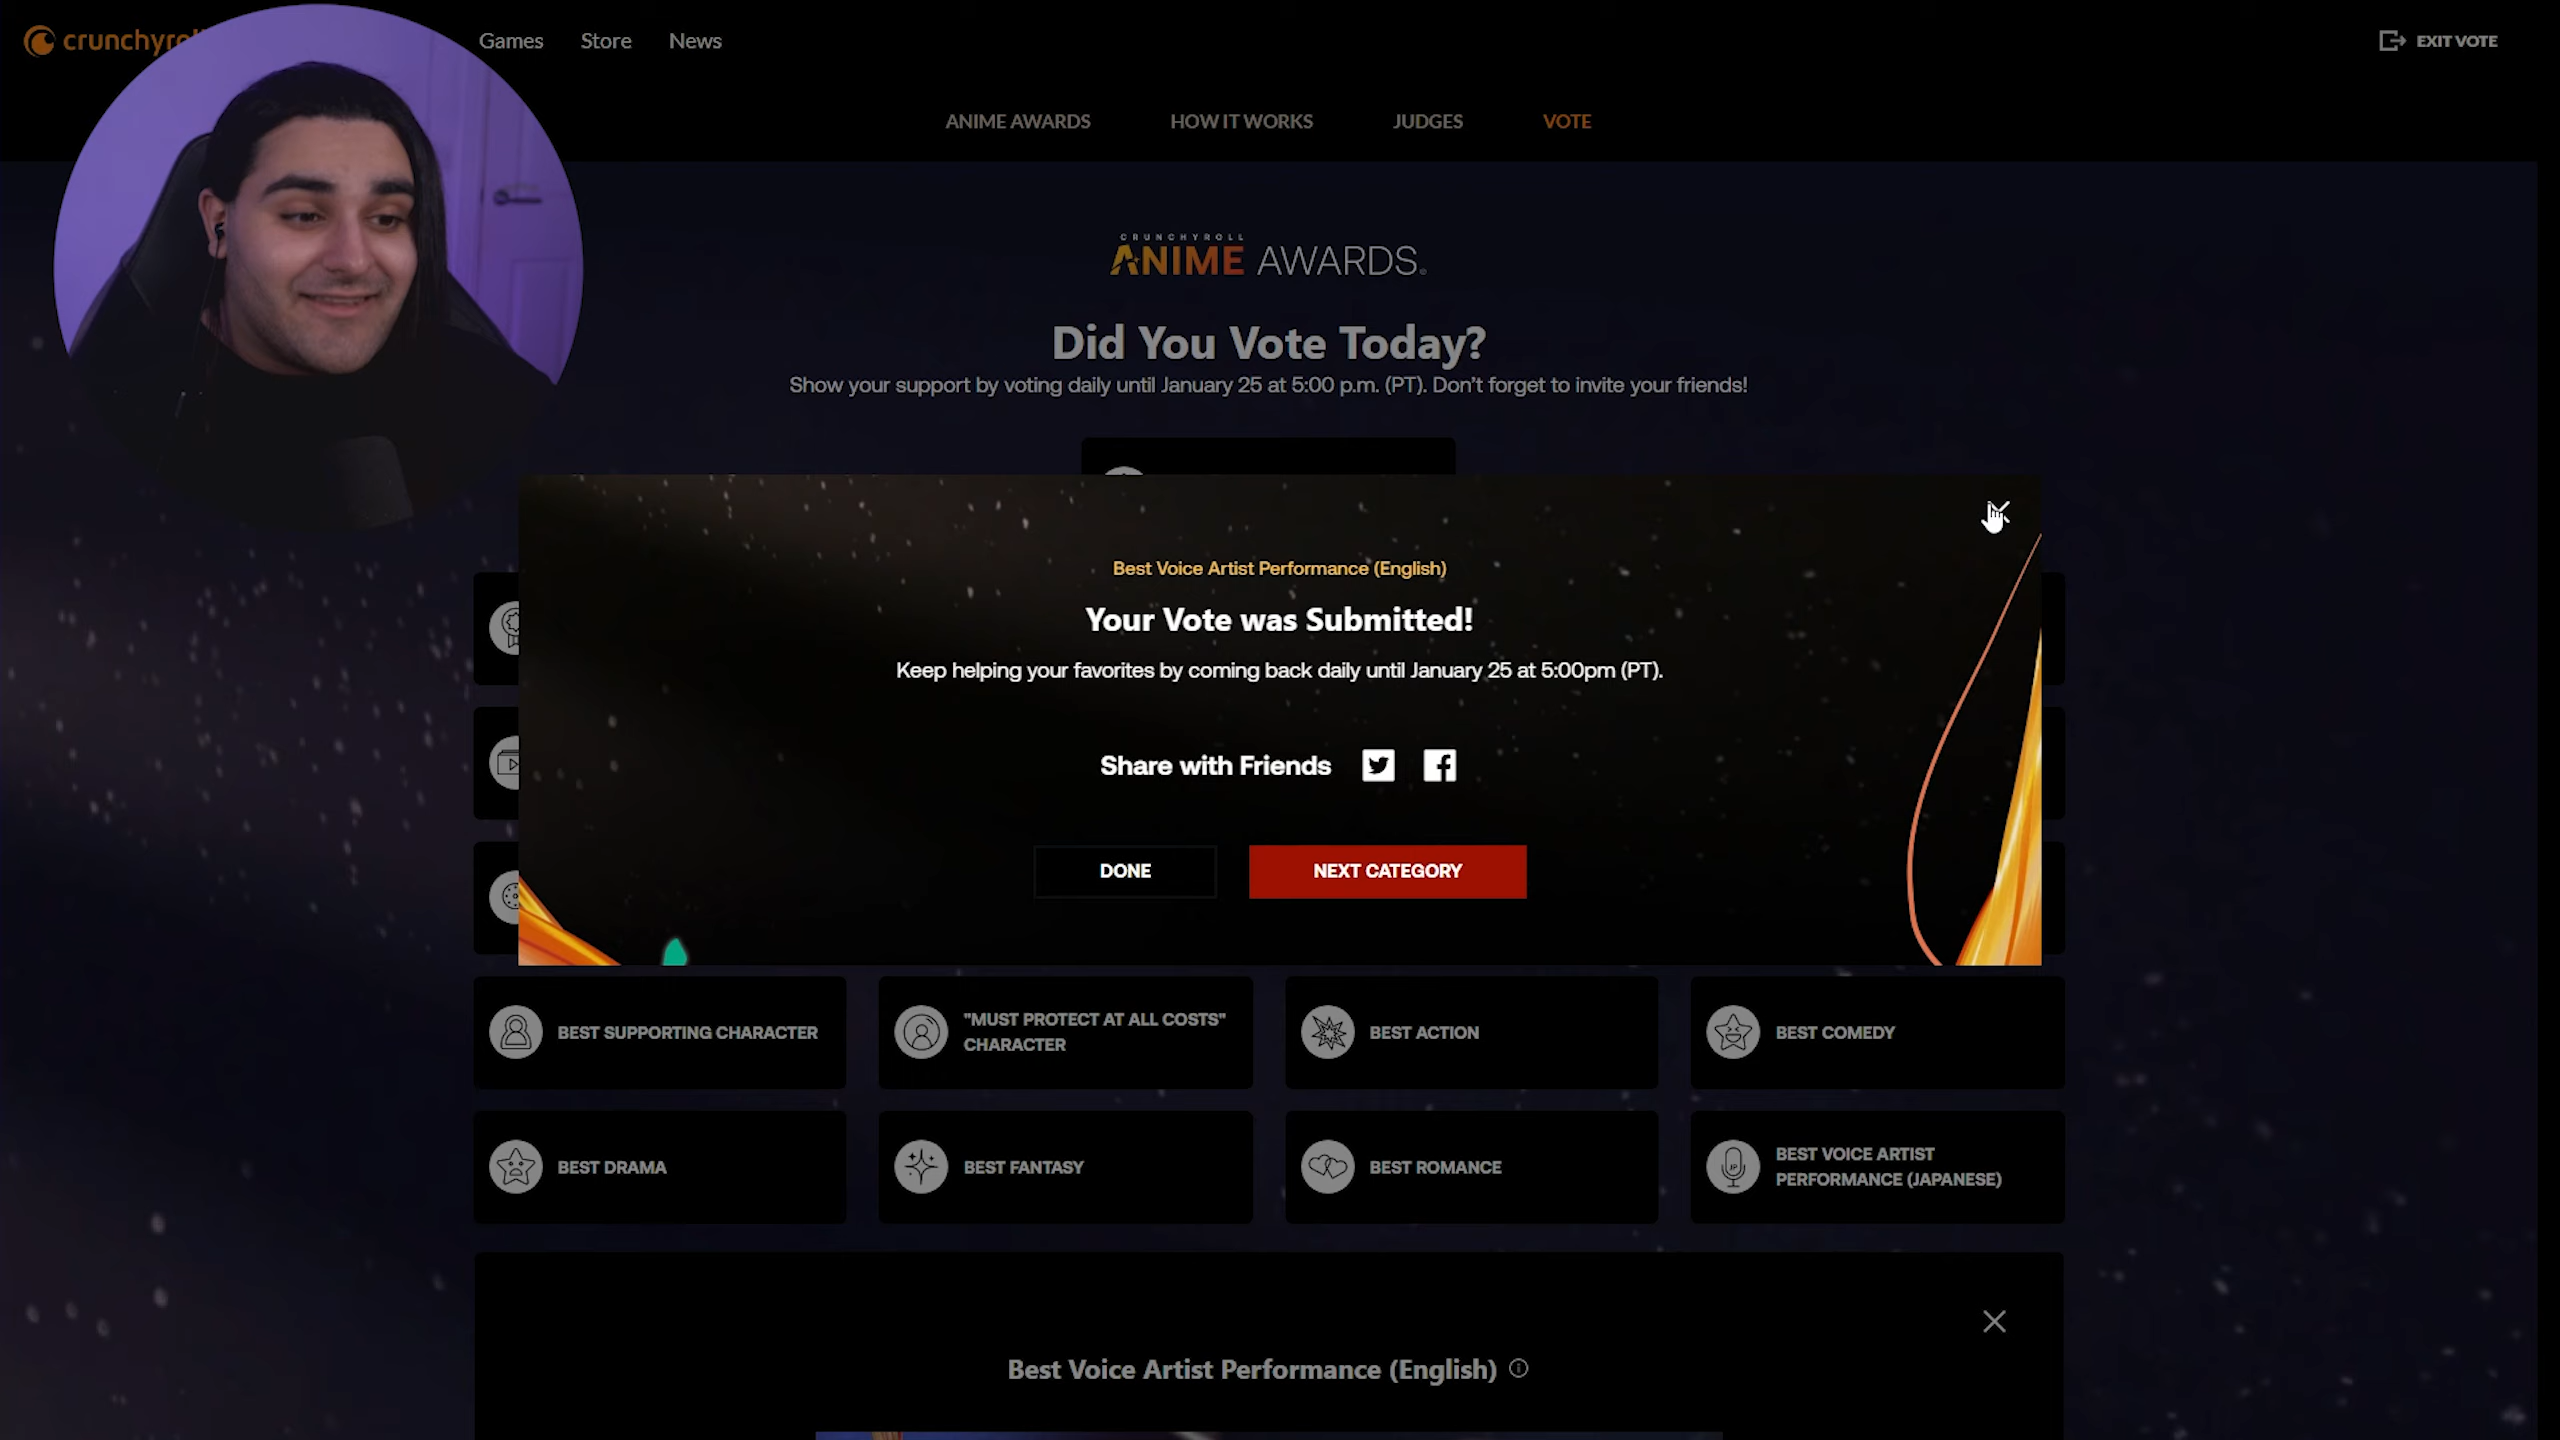 crunchyroll
Games
Store
News
EXIT VOTE
ANIME AWARDS
HOW IT WORKS
JUDGES
VOTE
CRUNCHYROLL
ANIME AWARDS
Did You Vote Today?
Show your support by voting daily until January 25 at 5:00 p.m. (PT). Don't forget to invite your friends!
Best Voice Artist Performance (English)
Your Vote was Submitted!
Keep helping your favorites by coming back daily until January 25 at 5:00pm (PT).
Share with Friends
DONE
NEXT CATEGORY
BEST SUPPORTING CHARACTER
"MUST PROTECT AT ALL COSTS"
CHARACTER
BEST ACTION
BEST COMEDY
BEST DRAMA
BEST FANTASY
BEST ROMANCE
BEST VOICE ARTIST
PERFORMANCE (JAPANESE)
Best Voice Artist Performance (English)